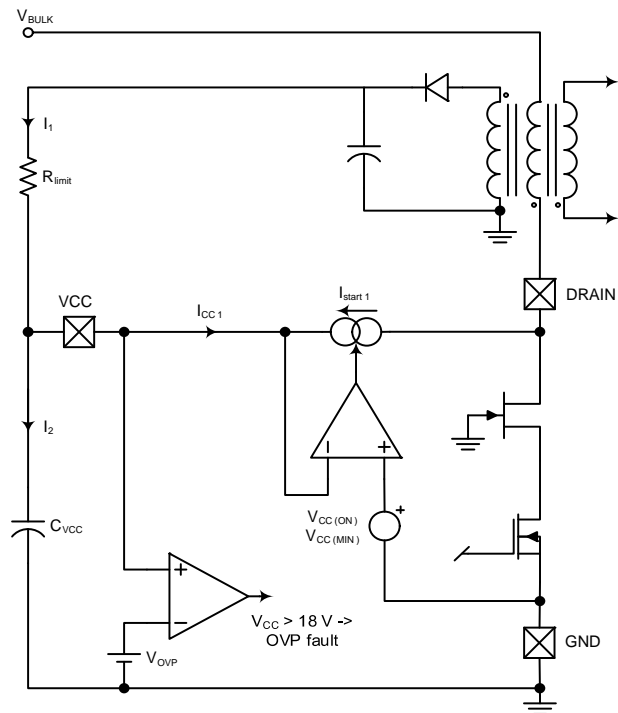 VBULK
I1
Rlimit
VCC
ICC 1
Istart 1
DRAIN
I2
CVCC
VCC (ON)
VCC (MIN)
+
−
+
+
−
VOVP
VCC > 18 V ->
OVP fault
GND